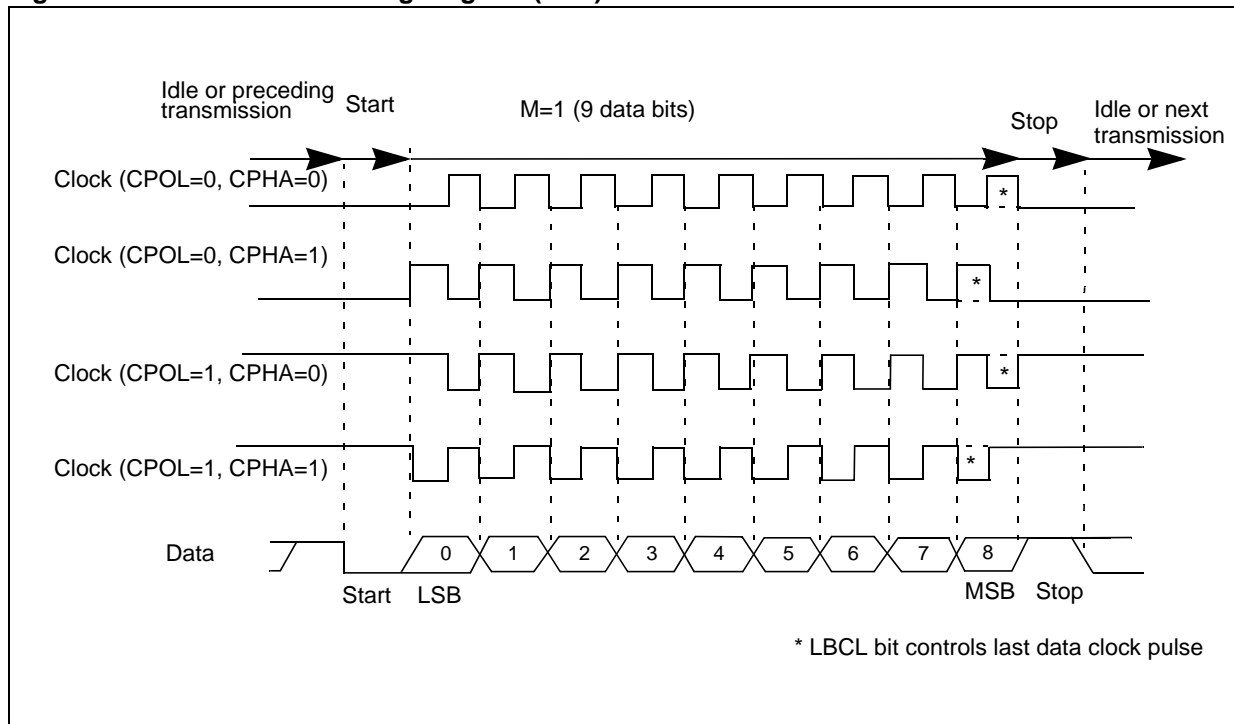 Idle or preceding
transmission
Start
M=1 (9 data bits)
Stop
Idle or next
transmission
Clock (CPOL=0, CPHA=0)
*
Clock (CPOL=0, CPHA=1)
*
Clock (CPOL=1, CPHA=0)
*
Clock (CPOL=1, CPHA=1)
*
Data
0 1 2 3 4 5 6 7 8
Start LSB MSB Stop
* LBCL bit controls last data clock pulse